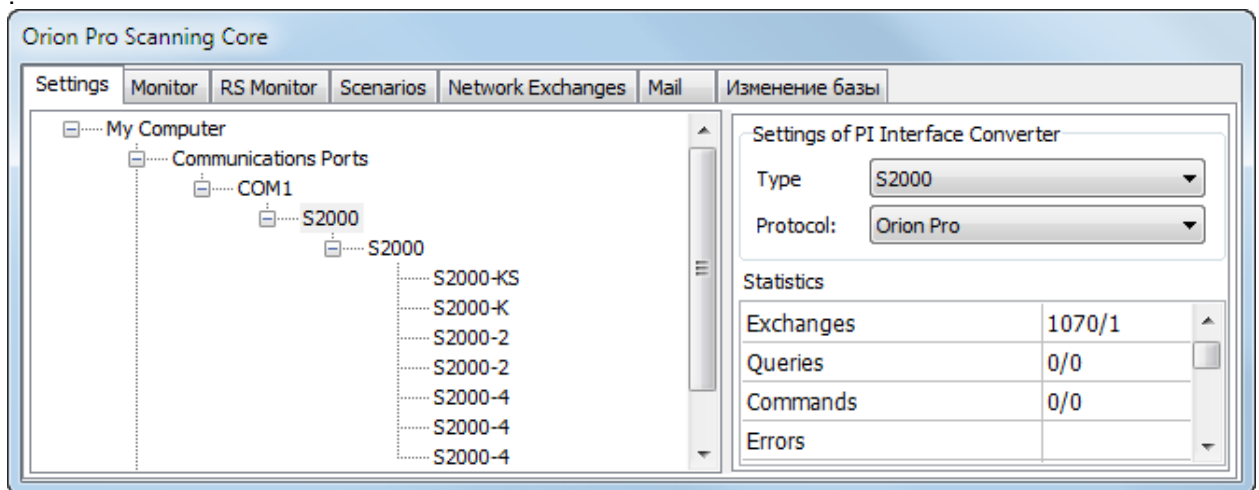 .
Orion Pro Scanning Core
Settings Monitor RS Monitor Scenarios Network Exchanges Mail Изменение базы
My Computer
Communications Ports
COM1
S2000
S2000
S2000-KS
S2000-K
S2000-2
S2000-2
S2000-4
S2000-4
S2000-4
Settings of PI Interface Converter
Type S2000
Protocol: Orion Pro
Statistics
Exchanges 1070/1
Queries 0/0
Commands 0/0
Errors